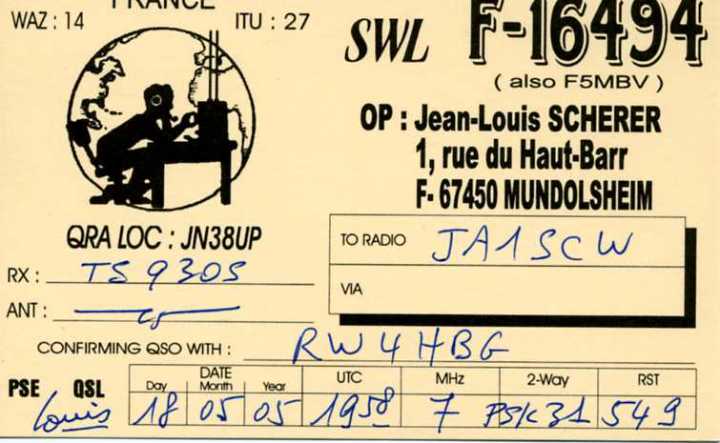 FRANCE
WAZ : 14 ITU : 27
SWL F-16494
( also F5MBV )
OP : Jean-Louis SCHERER
1, rue du Haut-Barr
F- 67450 MUNDOLSHEIM
QRA LOC : JN38UP
TO RADIO JA1SCW
VIA
RX : TS 930S
ANT :
CONFIRMING QSO WITH : RW4HBG
PSE QSL
DATE UTC MHz 2-Way RST
Day Month Year
Louis 18 05 05 1958 7 PSK31 549